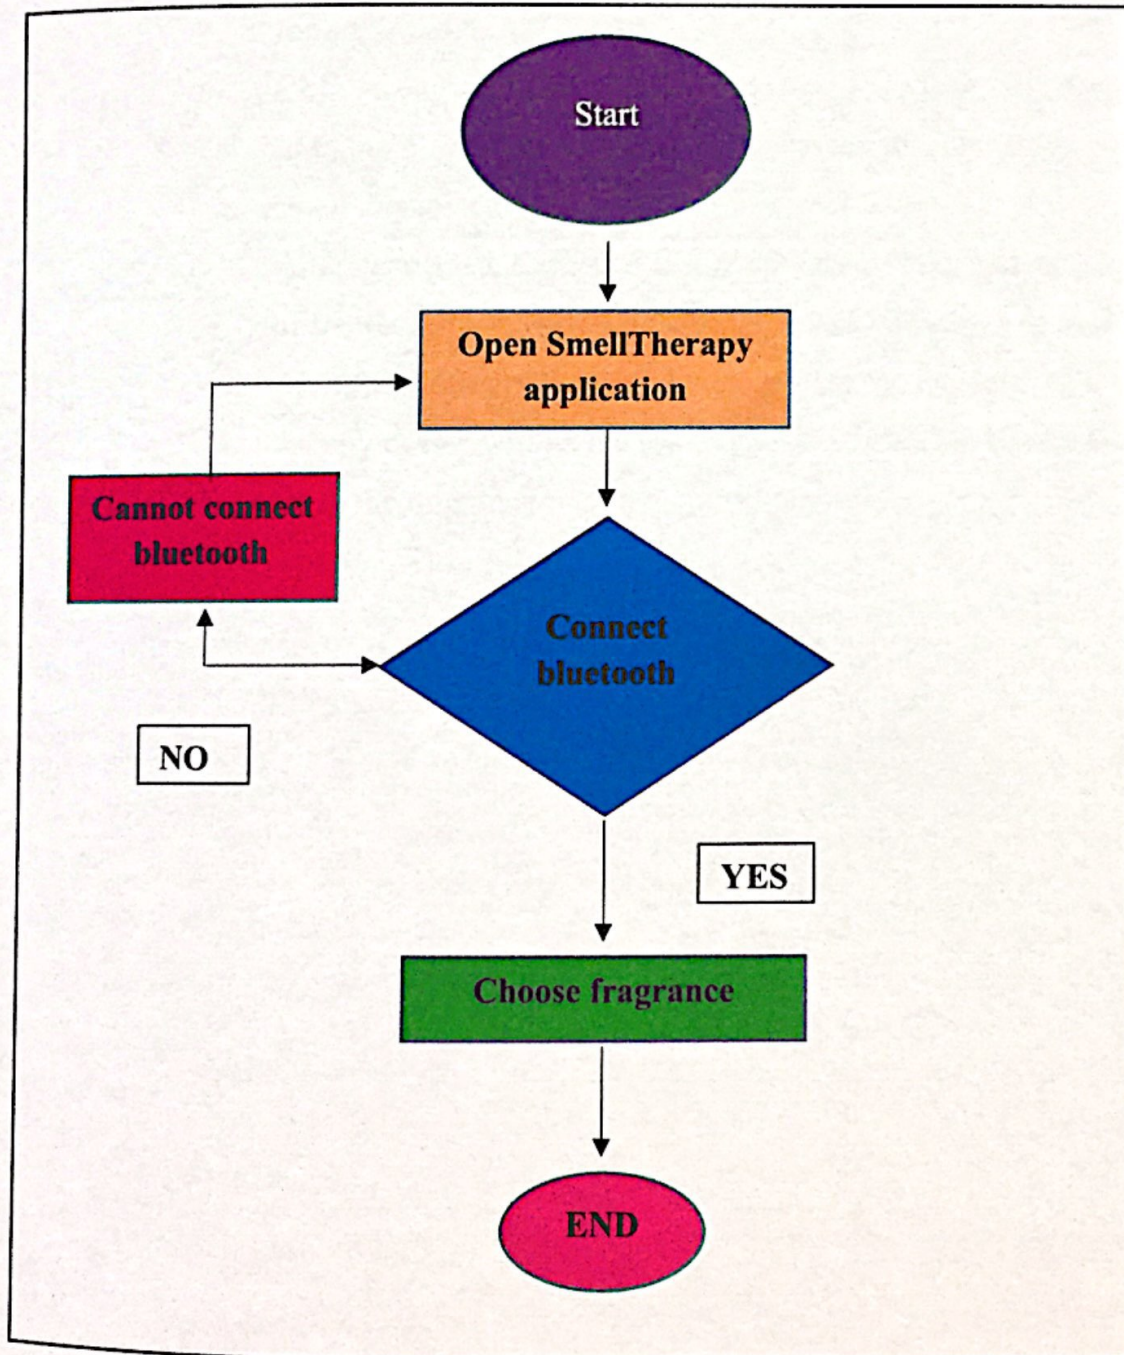 Start
Open SmellTherapy
application
Cannot connect
bluetooth
Connect
bluetooth
NO
YES
Choose fragrance
END